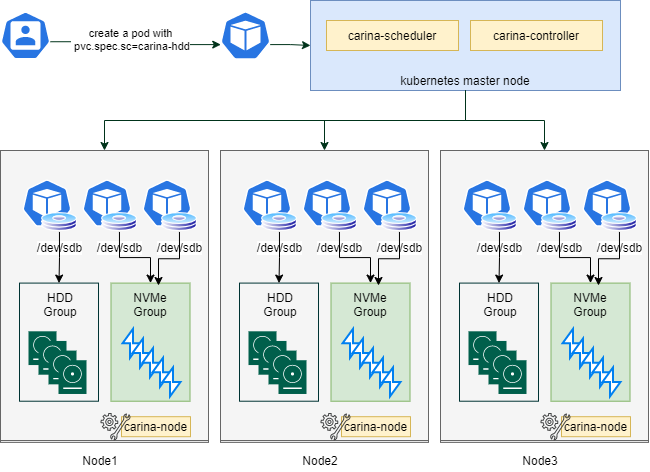 create a pod with
pvc.spec.sc=carina-hdd
carina-scheduler
carina-controller
kubernetes master node
/dev/sdb
/dev/sdb
/dev/sdb
/dev/sdb
/dev/sdb
/dev/sdb
/dev/sdb
/dev/sdb
/dev/sdb
HDD
Group
NVMe
Group
HDD
Group
NVMe
Group
HDD
Group
NVMe
Group
carina-node
carina-node
carina-node
Node1
Node2
Node3